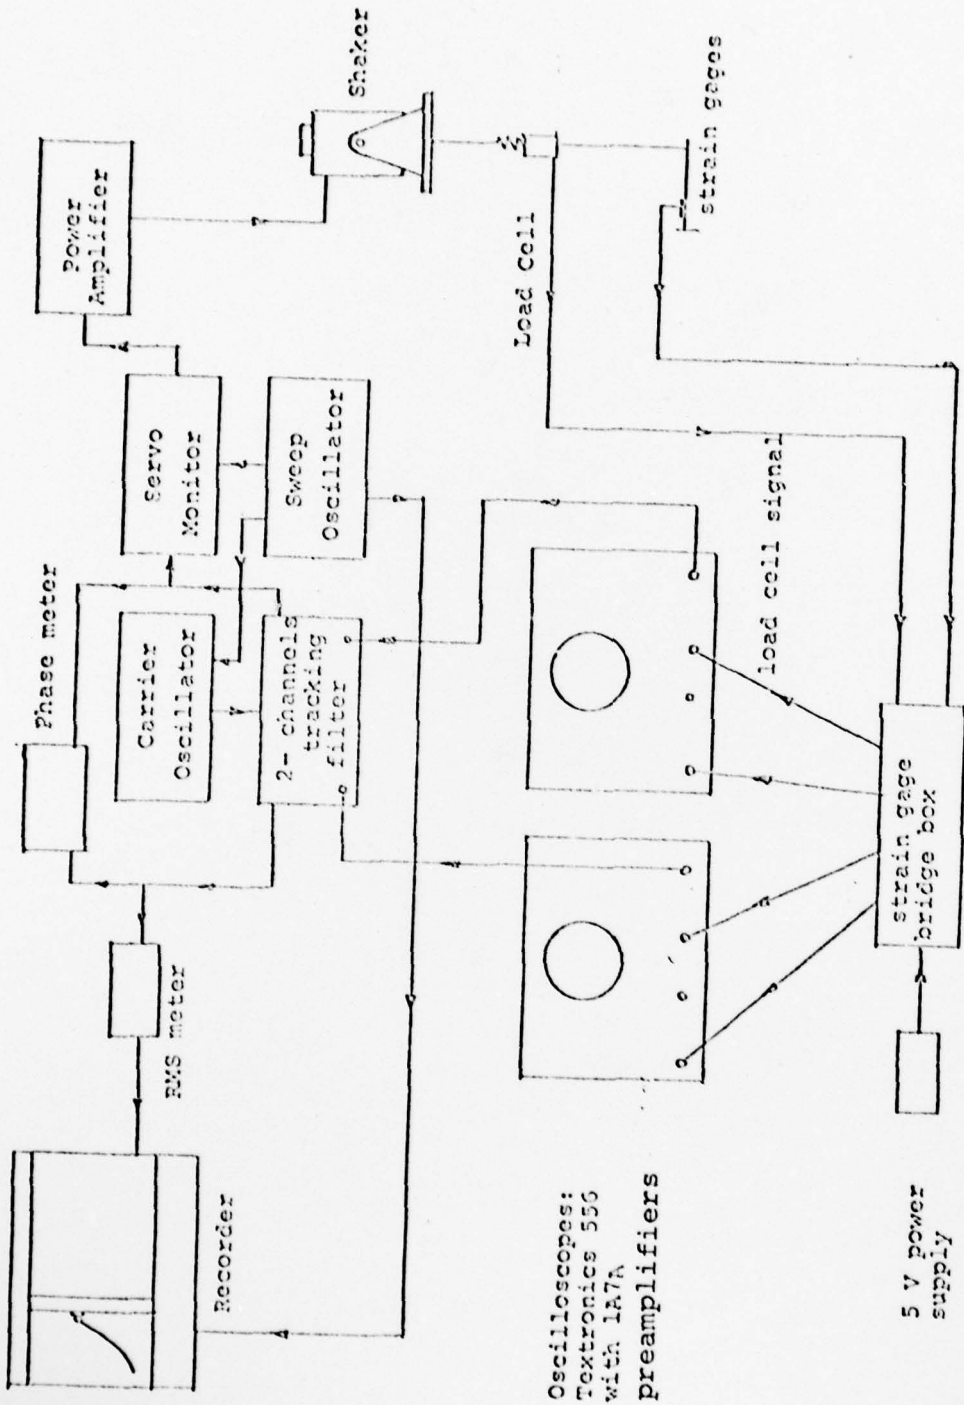 Power
Amplifier
Shaker
Servo
Monitor
Sweep
Oscillator
Phase meter
Carrier
Oscillator
2- channels
tracking
filter
RMS meter
Recorder
Load Cell
strain gages
load cell signal
strain gage
bridge box
Oscilloscopes:
Textronics 556
with 1A7A
preamplifiers
5 V power
supply